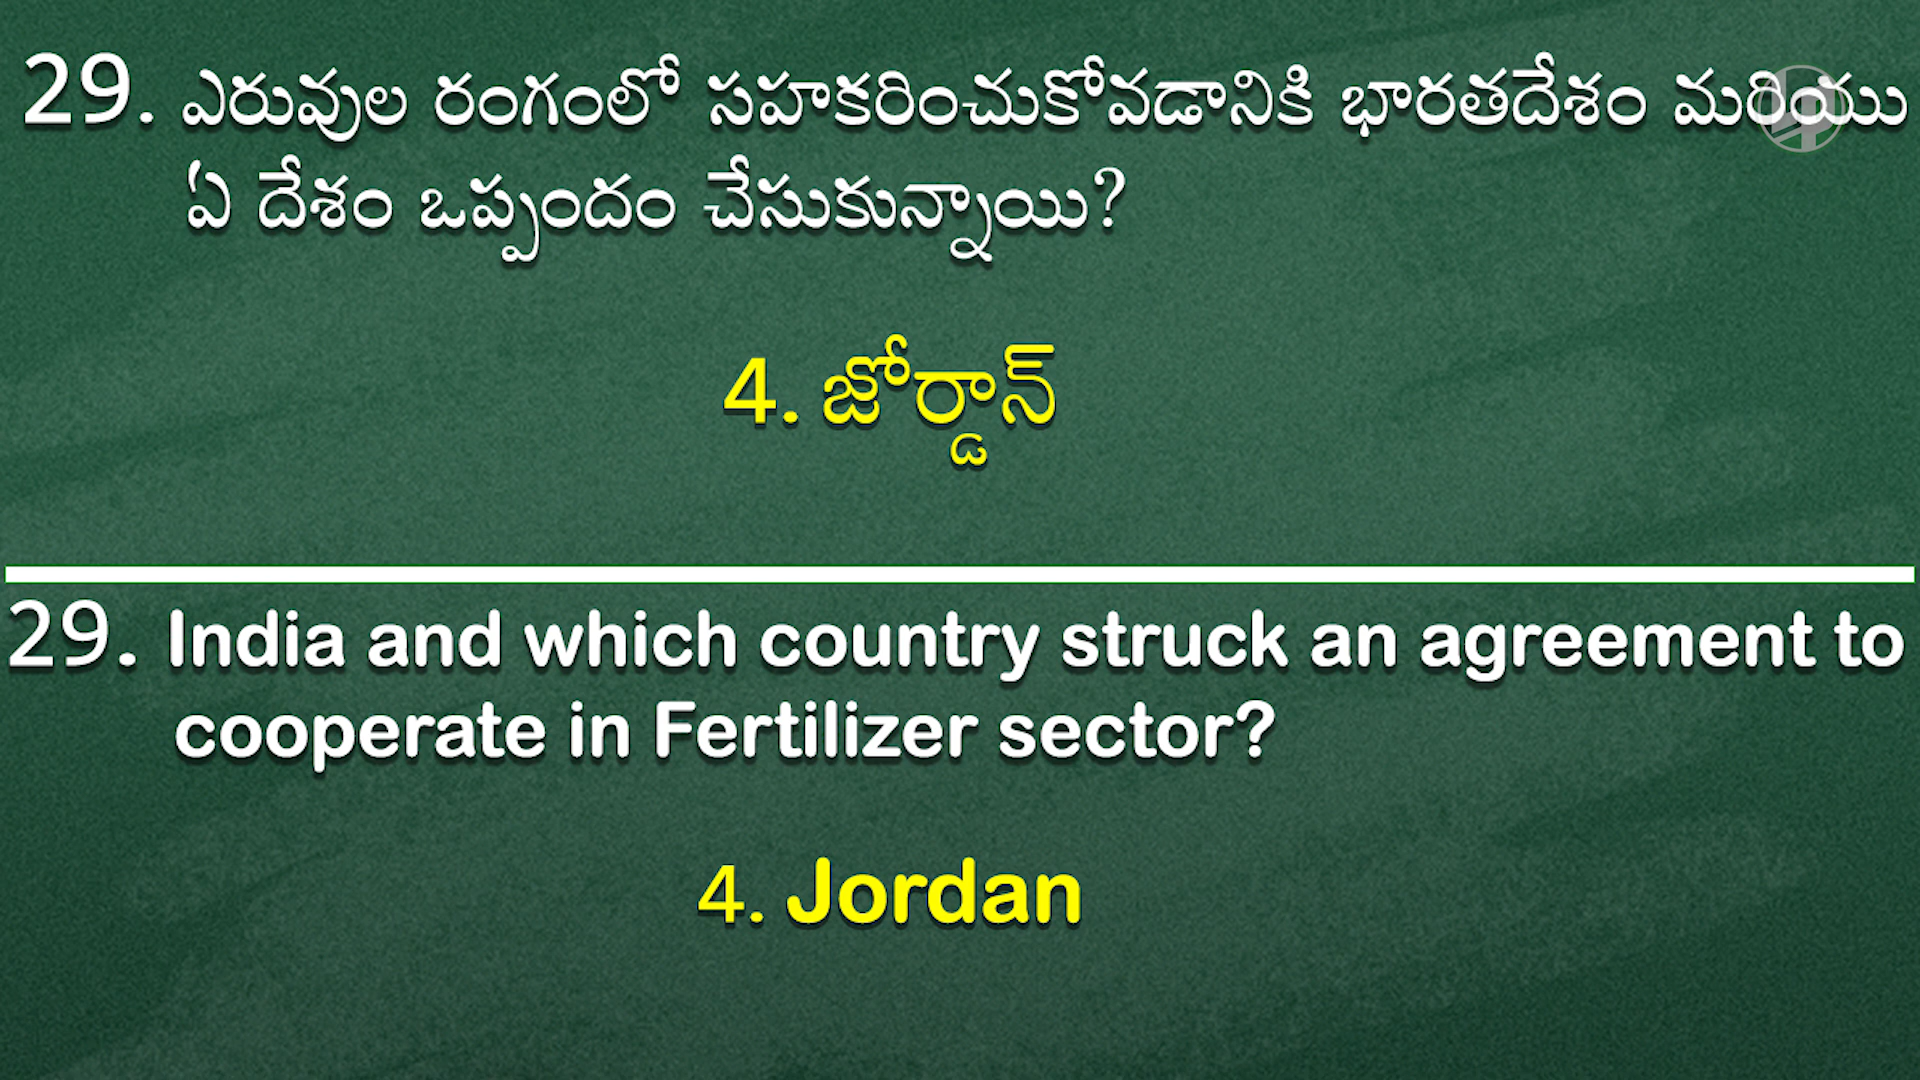 29. ఎరువుల రంగంలో సహకరించుకోవడానికి భారతదేశం మరియు
ఏ దేశం ఒప్పందం చేసుకున్నాయి?
4. జోర్డాన్
29. India and which country struck an agreement to
cooperate in Fertilizer sector?
4. Jordan